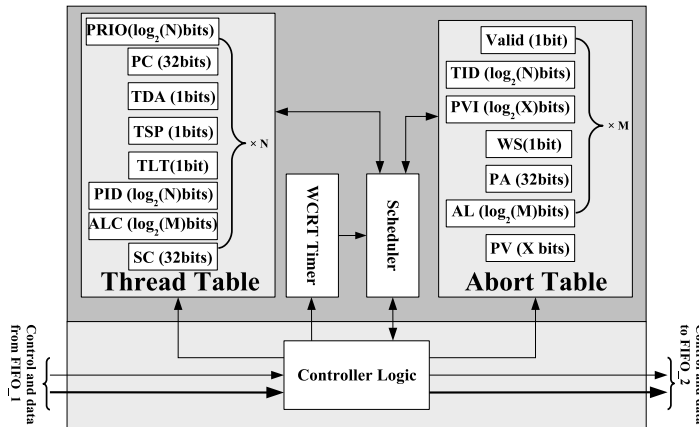 PRIO(log2(N)bits)
PC (32bits)
TDA (1bits)
TSP (1bits)
TLT(1bit)
PID (log2(N)bits)
ALC (log2(M)bits)
SC (32bits)
× N
Thread Table
WCRT Timer
Scheduler
Valid (1bit)
TID (log2(N)bits)
PVI (log2(X)bits)
WS(1bit)
PA (32bits)
AL (log2(M)bits)
PV (X bits)
× M
Abort Table
Controller Logic
Control and data
from FIFO_1
to FIFO_2